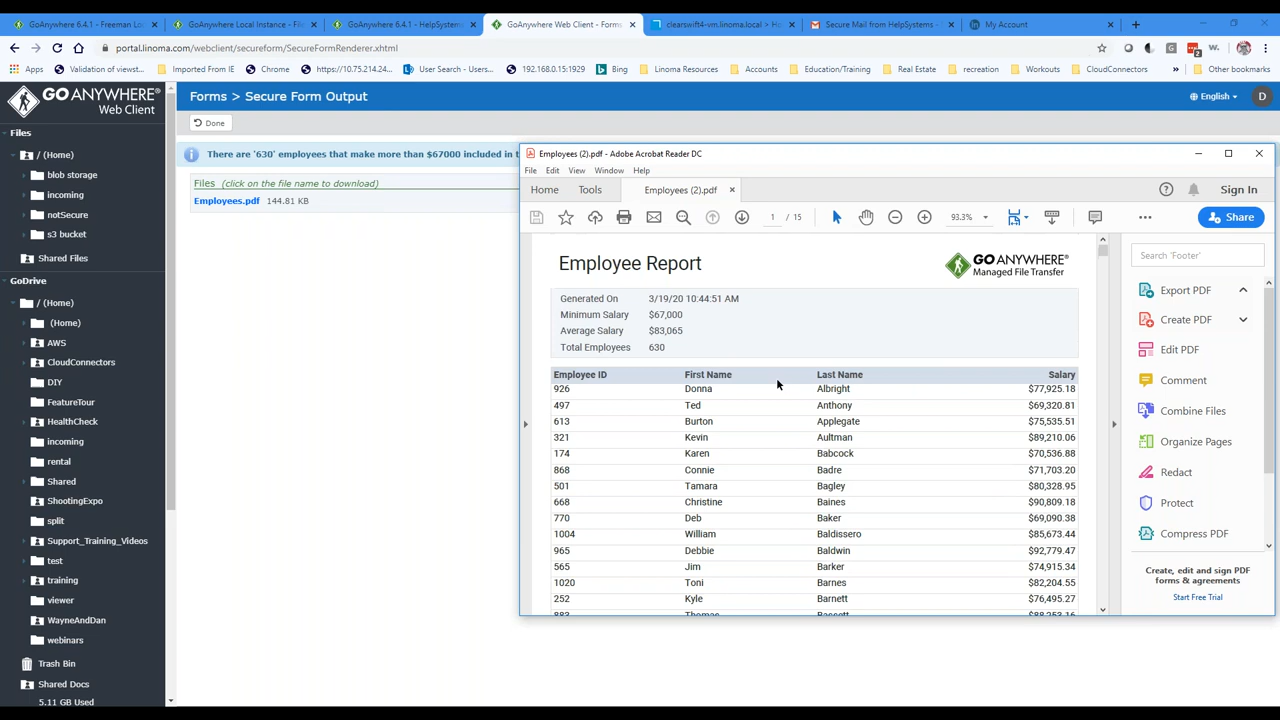 GoAnywhere 6.4.1 - Freeman Lo
GoAnywhere Local Instance - File
GoAnywhere 6.4.1 - HelpSystems
GoAnywhere Web Client - Forms
clearswift4-vm.linoma.local > Ho
Secure Mail from HelpSystems -
My Account
portal.linoma.com/webclient/secureform/SecureFormRenderer.xhtml
Apps
Validation of viewst...
Imported From IE
Chrome
https://10.75.214.24...
User Search - Users...
192.168.0.15:1929
Bing
Linoma Resources
Accounts
Education/Training
Real Estate
recreation
Workouts
CloudConnectors
Other bookmarks
GOANYWHERE®
Web Client
Forms > Secure Form Output
English
D
Done
There are '630' employees that make more than $67000 included in t
Files (click on the file name to download)
Employees.pdf 144.81 KB
Files
/ (Home)
blob storage
incoming
notSecure
s3 bucket
Shared Files
GoDrive
/ (Home)
(Home)
AWS
CloudConnectors
DIY
FeatureTour
HealthCheck
incoming
rental
Shared
ShootingExpo
split
Support_Training_Videos
test
training
viewer
WayneAndDan
webinars
Trash Bin
Shared Docs
5.11 GB Used
Employees (2).pdf - Adobe Acrobat Reader DC
File Edit View Window Help
Home Tools Employees (2).pdf
Sign In
1 / 15
93.3%
Share
Employee Report
GOANYWHERE®
Managed File Transfer
Generated On 3/19/20 10:44:51 AM
Minimum Salary $67,000
Average Salary $83,065
Total Employees 630
Employee ID First Name Last Name Salary
926 Donna Albright $77,925.18
497 Ted Anthony $69,320.81
613 Burton Applegate $75,535.51
321 Kevin Aultman $89,210.06
174 Karen Babcock $70,536.88
868 Connie Badre $71,703.20
501 Tamara Bagley $80,328.95
668 Christine Baines $90,809.18
770 Deb Baker $69,090.38
1004 William Baldissero $85,673.44
965 Debbie Baldwin $92,779.47
565 Jim Barker $74,915.34
1020 Toni Barnes $82,204.55
252 Kyle Barnett $76,495.27
883 Thomas Bassett $88,253.16
Search 'Footer'
Export PDF
Create PDF
Edit PDF
Comment
Combine Files
Organize Pages
Redact
Protect
Compress PDF
Convert, edit and sign PDF
forms & agreements
Start Free Trial